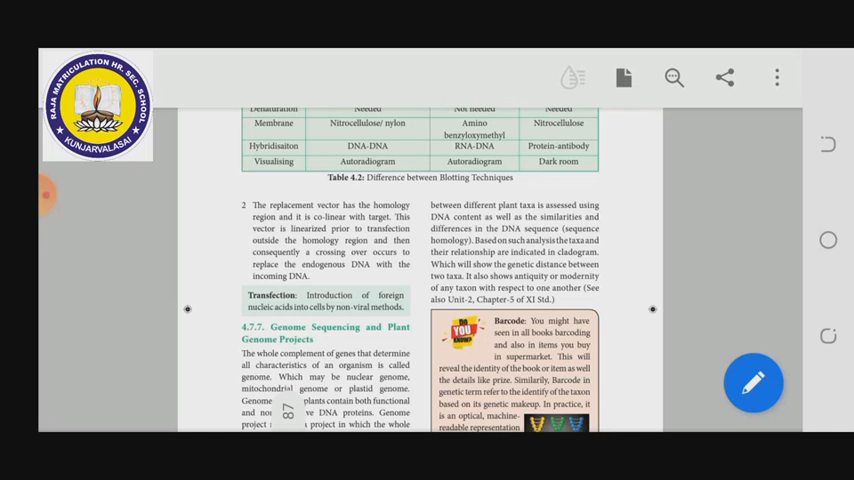 RAJA MATRICULATION HR. SEC. SCHOOL
KUNJARVALASAI
Denaturation Needed Not needed Needed
Membrane Nitrocellulose/ nylon Amino benzyloxymethyl Nitrocellulose
Hybridisaiton DNA-DNA RNA-DNA Protein-antibody
Visualising Autoradiogram Autoradiogram Dark room
Table 4.2: Difference between Blotting Techniques
2 The replacement vector has the homology
region and it is co-linear with target. This
vector is linearized prior to transfection
outside the homology region and then
consequently a crossing over occurs to
replace the endogenous DNA with the
incoming DNA.
Transfection: Introduction of foreign
nucleic acids into cells by non-viral methods.
4.7.7. Genome Sequencing and Plant
Genome Projects
The whole complement of genes that determine
all characteristics of an organism is called
genome. Which may be nuclear genome,
mitochondrial genome or plastid genome.
Genome plants contain both functional
and DNA proteins. Genome
project project in which the whole
87
between different plant taxa is assessed using
DNA content as well as the similarities and
differences in the DNA sequence (sequence
homology). Based on such analysis the taxa and
their relationship are indicated in cladogram.
Which will show the genetic distance between
two taxa. It also shows antiquity or modernity
of any taxon with respect to one another (See
also Unit-2, Chapter-5 of XI Std.)
Do
YOU
KNOW?
Barcode: You might have
seen in all books barcoding
and also in items you buy
in supermarket. This will
reveal the identity of the book or item as well
the details like prize. Similarily, Barcode in
genetic term refer to the identify of the taxon
based on its genetic makeup. In practice, it
is an optical, machine-
readable representation